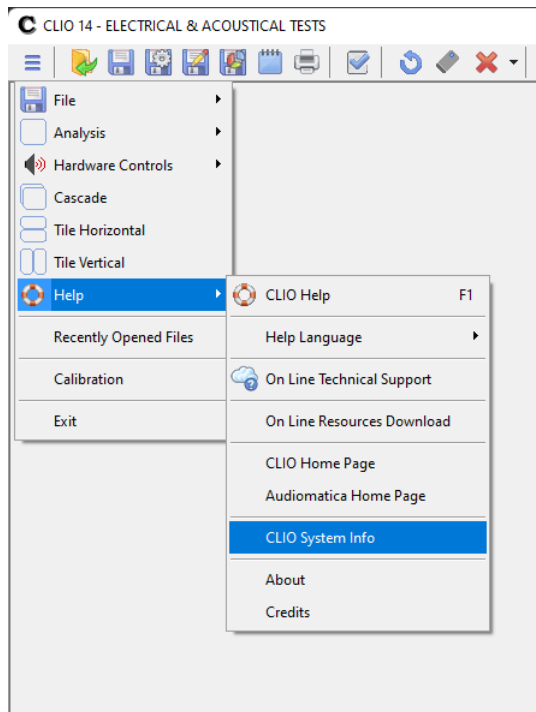 C CLIO 14 - ELECTRICAL & ACOUSTICAL TESTS
File
Analysis
Hardware Controls
Cascade
Tile Horizontal
Tile Vertical
Help
Recently Opened Files
Calibration
Exit
CLIO Help F1
Help Language
On Line Technical Support
On Line Resources Download
CLIO Home Page
Audiomatica Home Page
CLIO System Info
About
Credits